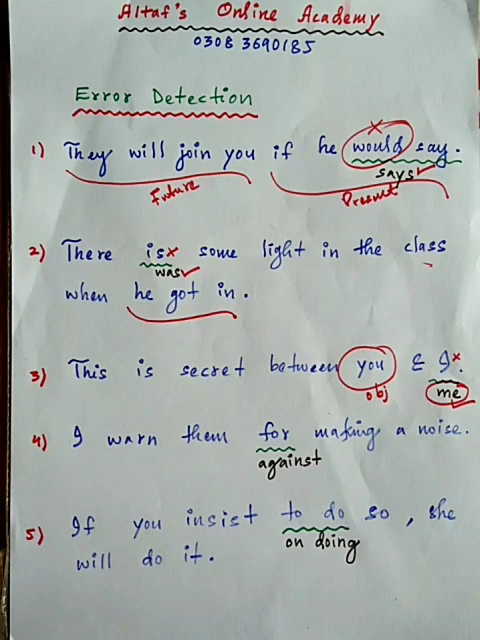 Altaf's Online Academy
0308 3690185
Error Detection
1) They will join you if he would say.
says
Future Present
2) There is some light in the class
was
when he got in.
3) This is secret between you & I.
obj me
4) I warn them for making a noise.
against
5) If you insist to do so, she
on doing
will do it.